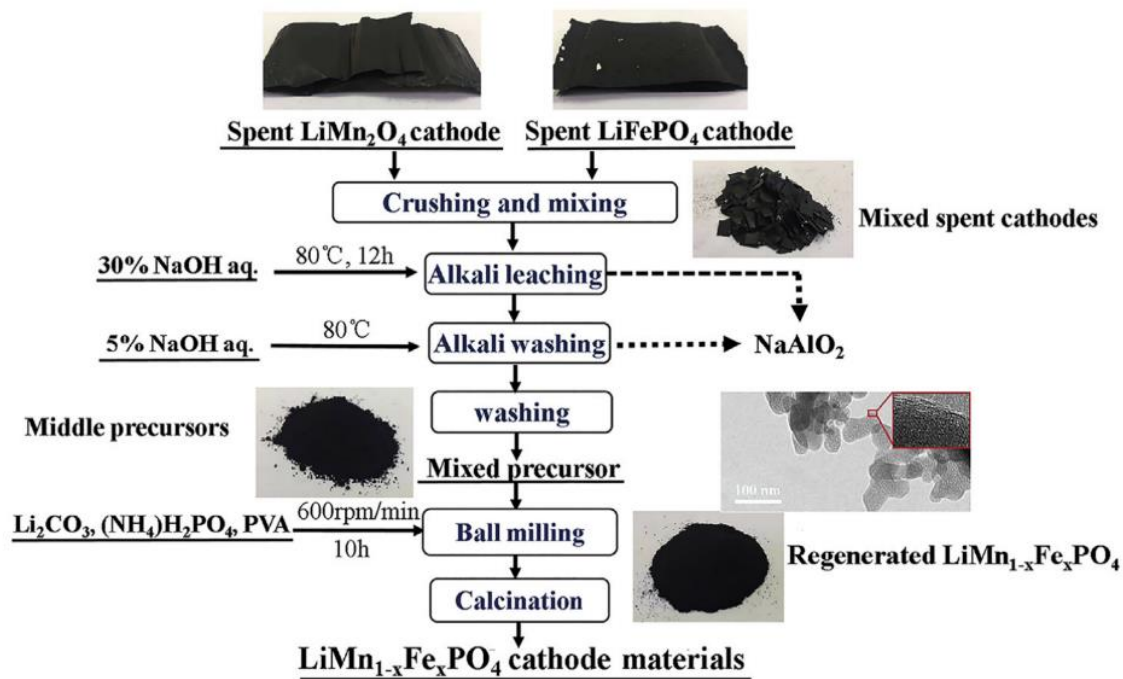 Spent LiMn₂O₄ cathode
Spent LiFePO₄ cathode
Crushing and mixing
Mixed spent cathodes
30% NaOH aq.
80℃, 12h
Alkali leaching
5% NaOH aq.
80℃
Alkali washing
NaAlO₂
Middle precursors
washing
Mixed precursor
100 nm
Li₂CO₃, (NH₄)H₂PO₄, PVA
600rpm/min
10h
Ball milling
Regenerated LiMn₁₋ₓFeₓPO₄
Calcination
LiMn₁₋ₓFeₓPO₄ cathode materials